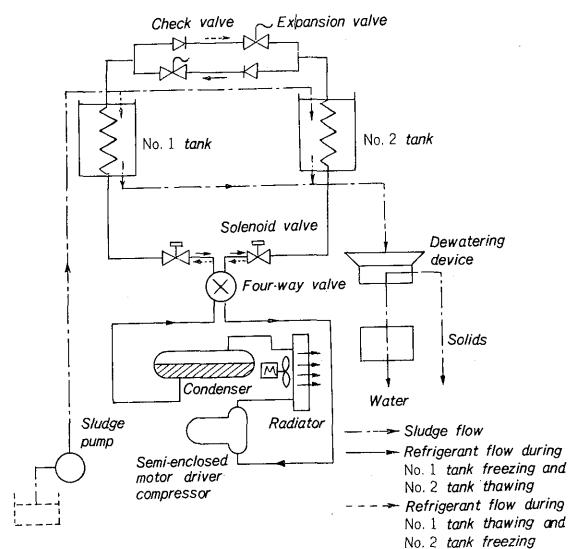 Check valve
Expansion valve
No. 1 tank
No. 2 tank
Solenoid valve
Four-way valve
Dewatering
device
Condenser
M
Radiator
Solids
Water
Sludge
pump
Semi-enclosed
motor driver
compressor
Sludge flow
Refrigerant flow during
No. 1 tank freezing and
No. 2 tank thawing
Refrigerant flow during
No. 1 tank thawing and
No. 2 tank freezing